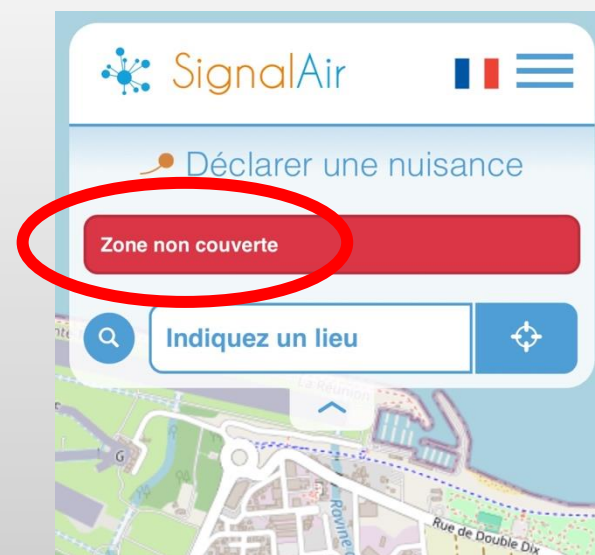 SignalAir
Déclarer une nuisance
Zone non couverte
Indiquez un lieu
La Réunion
G
Ravine
Rue de Double Dix